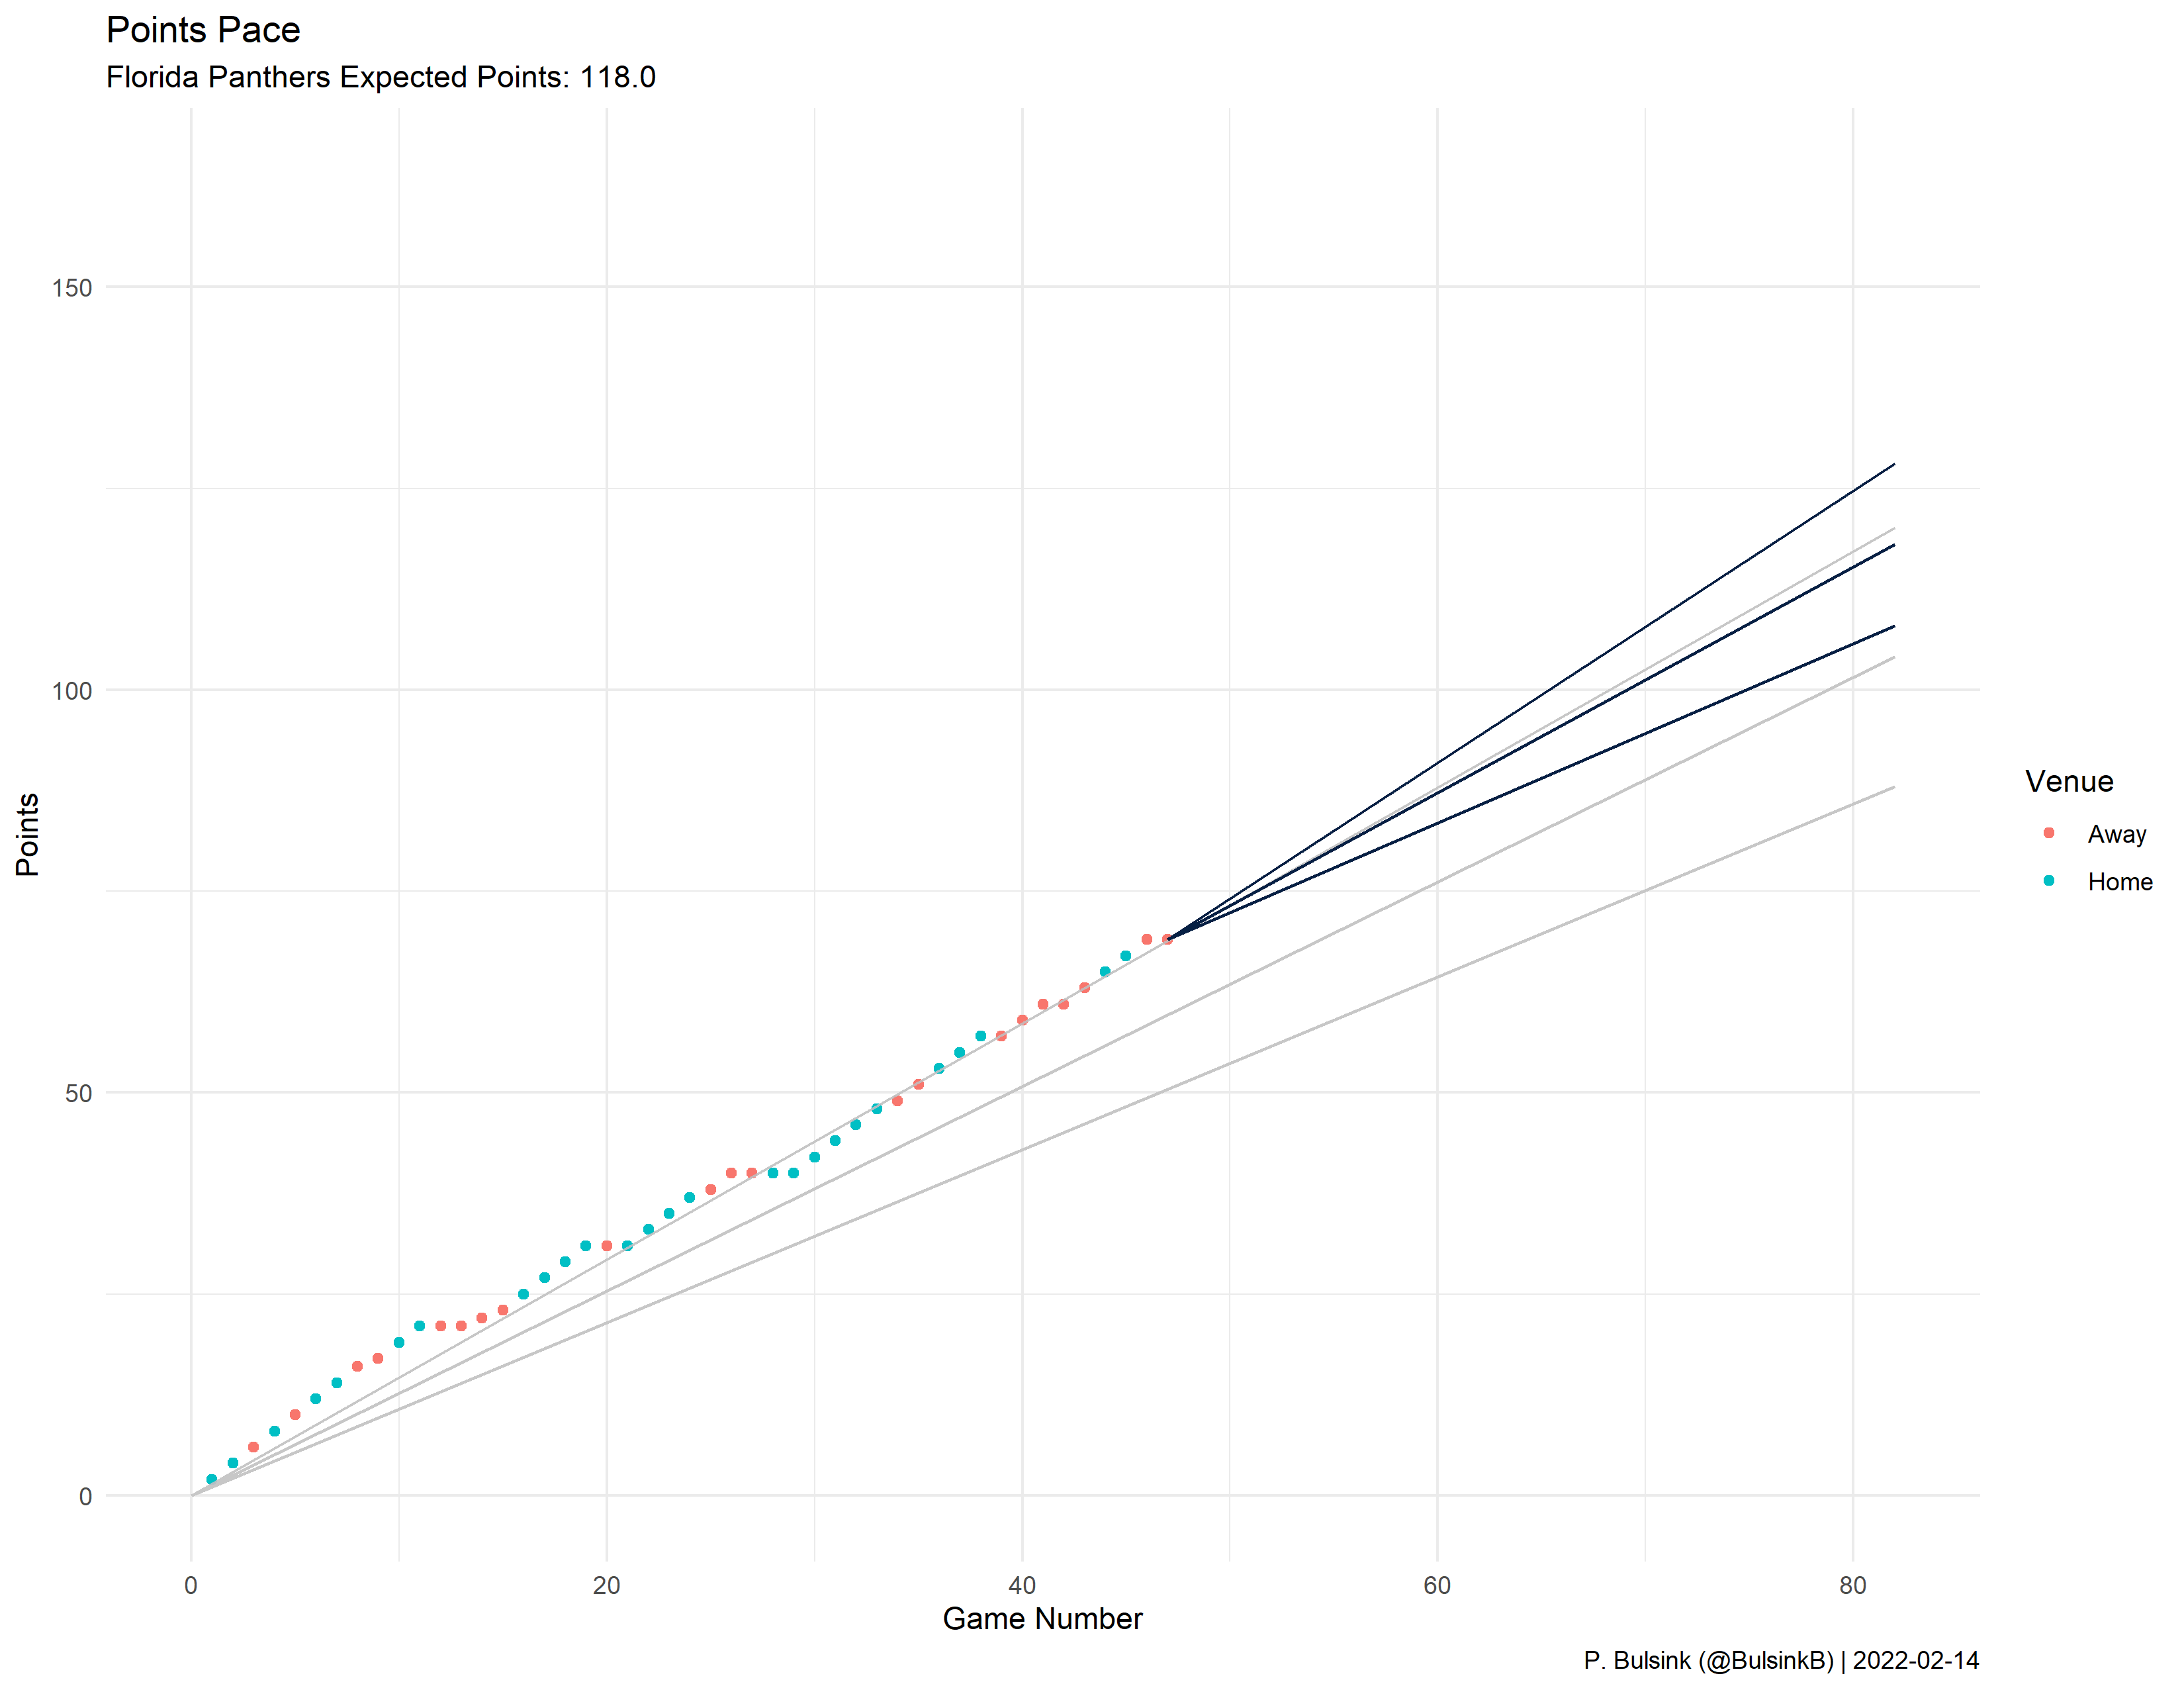 Points Pace
Florida Panthers Expected Points: 118.0
150
100
50
0
Points
0 20 40 60 80
Game Number
Venue
Away
Home
P. Bulsink (@BulsinkB) | 2022-02-14